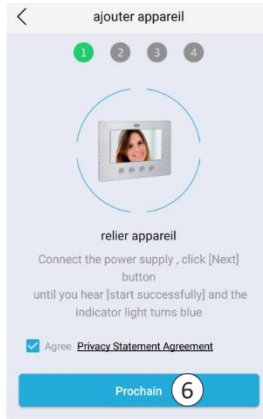 ajouter appareil
1 2 3 4
relier appareil
Connect the power supply , click [Next]
button
until you hear [start successfully] and the
indicator light turns blue
Agree Privacy Statement Agreement
Prochain 6